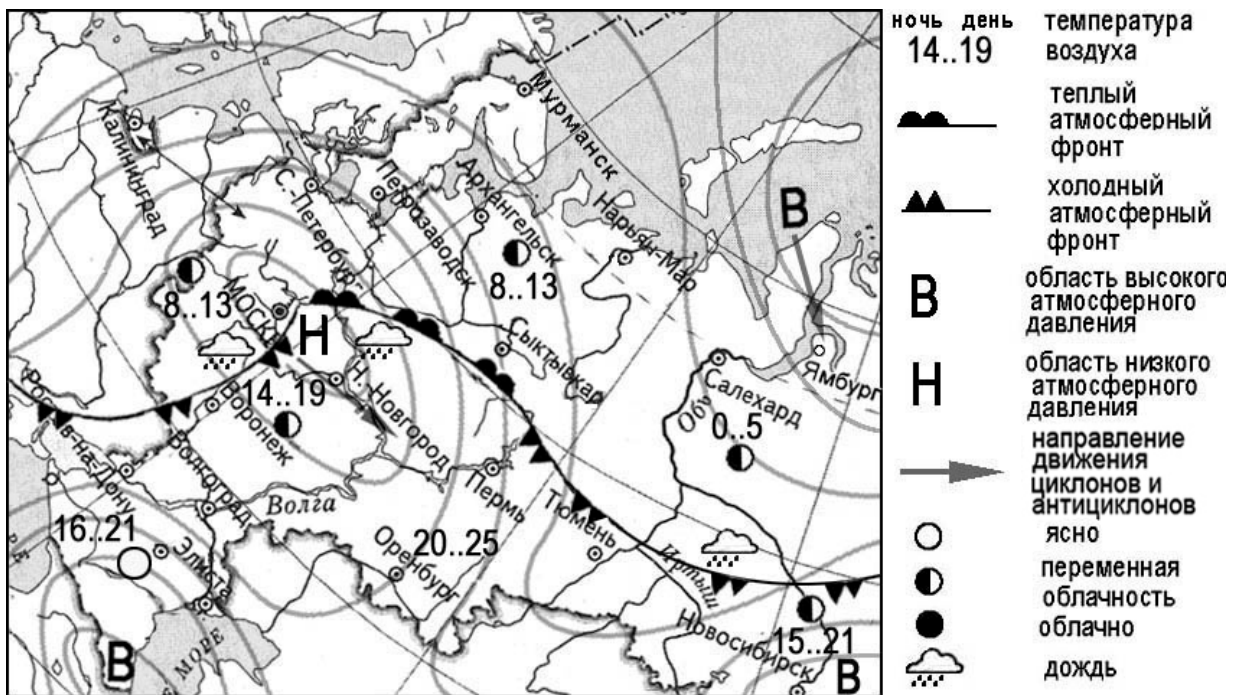 Мурманск
Калининград
С.-Петербург
Петрозаводск
Архангельск
Нарьян-Мар
В
8..13
8..13
МОСКВА
Н
Сыктывкар
Салехард
Ямбург
Обь
0..5
14..19
Н.-Новгород
Воронеж
Ростов-на-Дону
Волгоград
Волга
Пермь
Тюмень
Иртыш
16..21
Элиста
Оренбург
20..25
Новосибирск
15..21
В
МОРЕ
В
ночь день температура
14..19 воздуха
теплый
атмосферный
фронт
холодный
атмосферный
фронт
В область высокого
атмосферного
давления
Н область низкого
атмосферного
давления
направление
движения
циклонов и
антициклонов
ясно
переменная
облачность
облачно
дождь